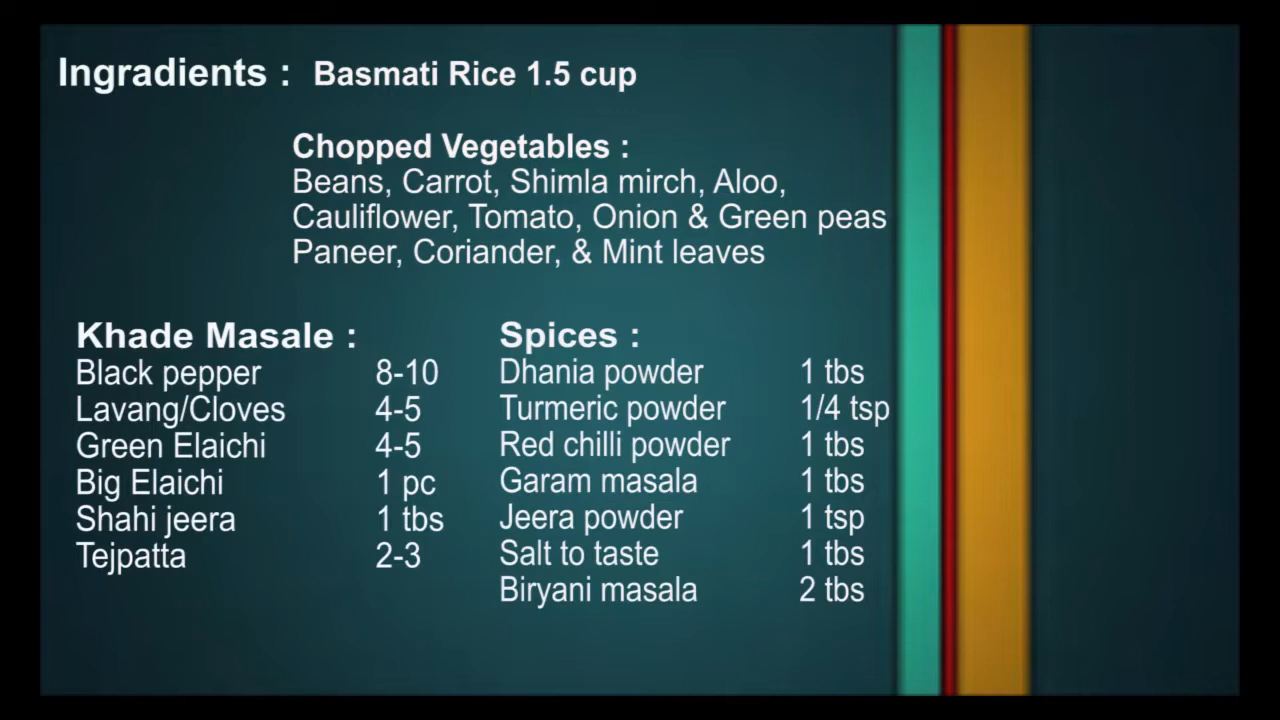 Ingradients : Basmati Rice 1.5 cup
Chopped Vegetables :
Beans, Carrot, Shimla mirch, Aloo,
Cauliflower, Tomato, Onion & Green peas
Paneer, Coriander, & Mint leaves
Khade Masale :
Black pepper 8-10
Lavang/Cloves 4-5
Green Elaichi 4-5
Big Elaichi 1 pc
Shahi jeera 1 tbs
Tejpatta 2-3
Spices :
Dhania powder 1 tbs
Turmeric powder 1/4 tsp
Red chilli powder 1 tbs
Garam masala 1 tbs
Jeera powder 1 tsp
Salt to taste 1 tbs
Biryani masala 2 tbs